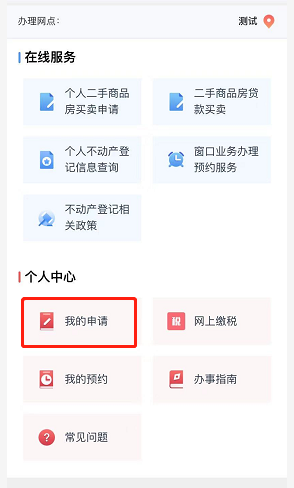 办理网点： 测试
在线服务
个人二手商品
房买卖申请
二手商品房贷
款买卖
个人不动产登
记信息查询
窗口业务办理
预约服务
不动产登记相
关政策
个人中心
我的申请
税 网上缴税
我的预约
办事指南
? 常见问题